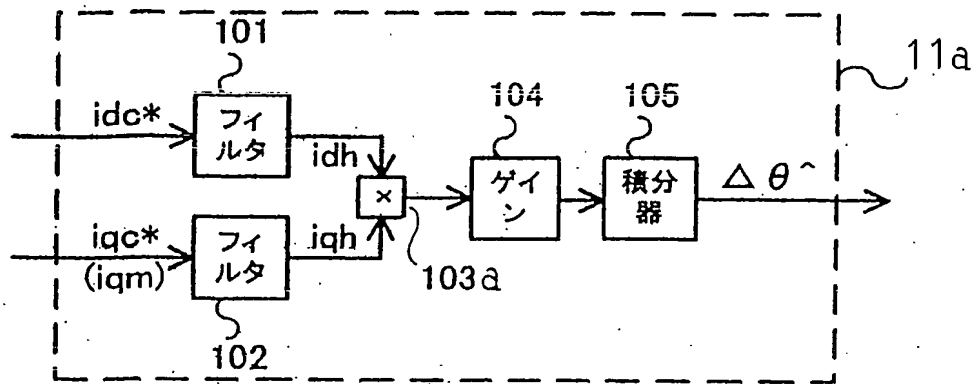 101
11a
idc*
フィ
ルタ
idh
104
105
×
ゲイ
ン
積分
器
△θ^
iqc*
(iqm)
フィ
ルタ
iqh
103a
102